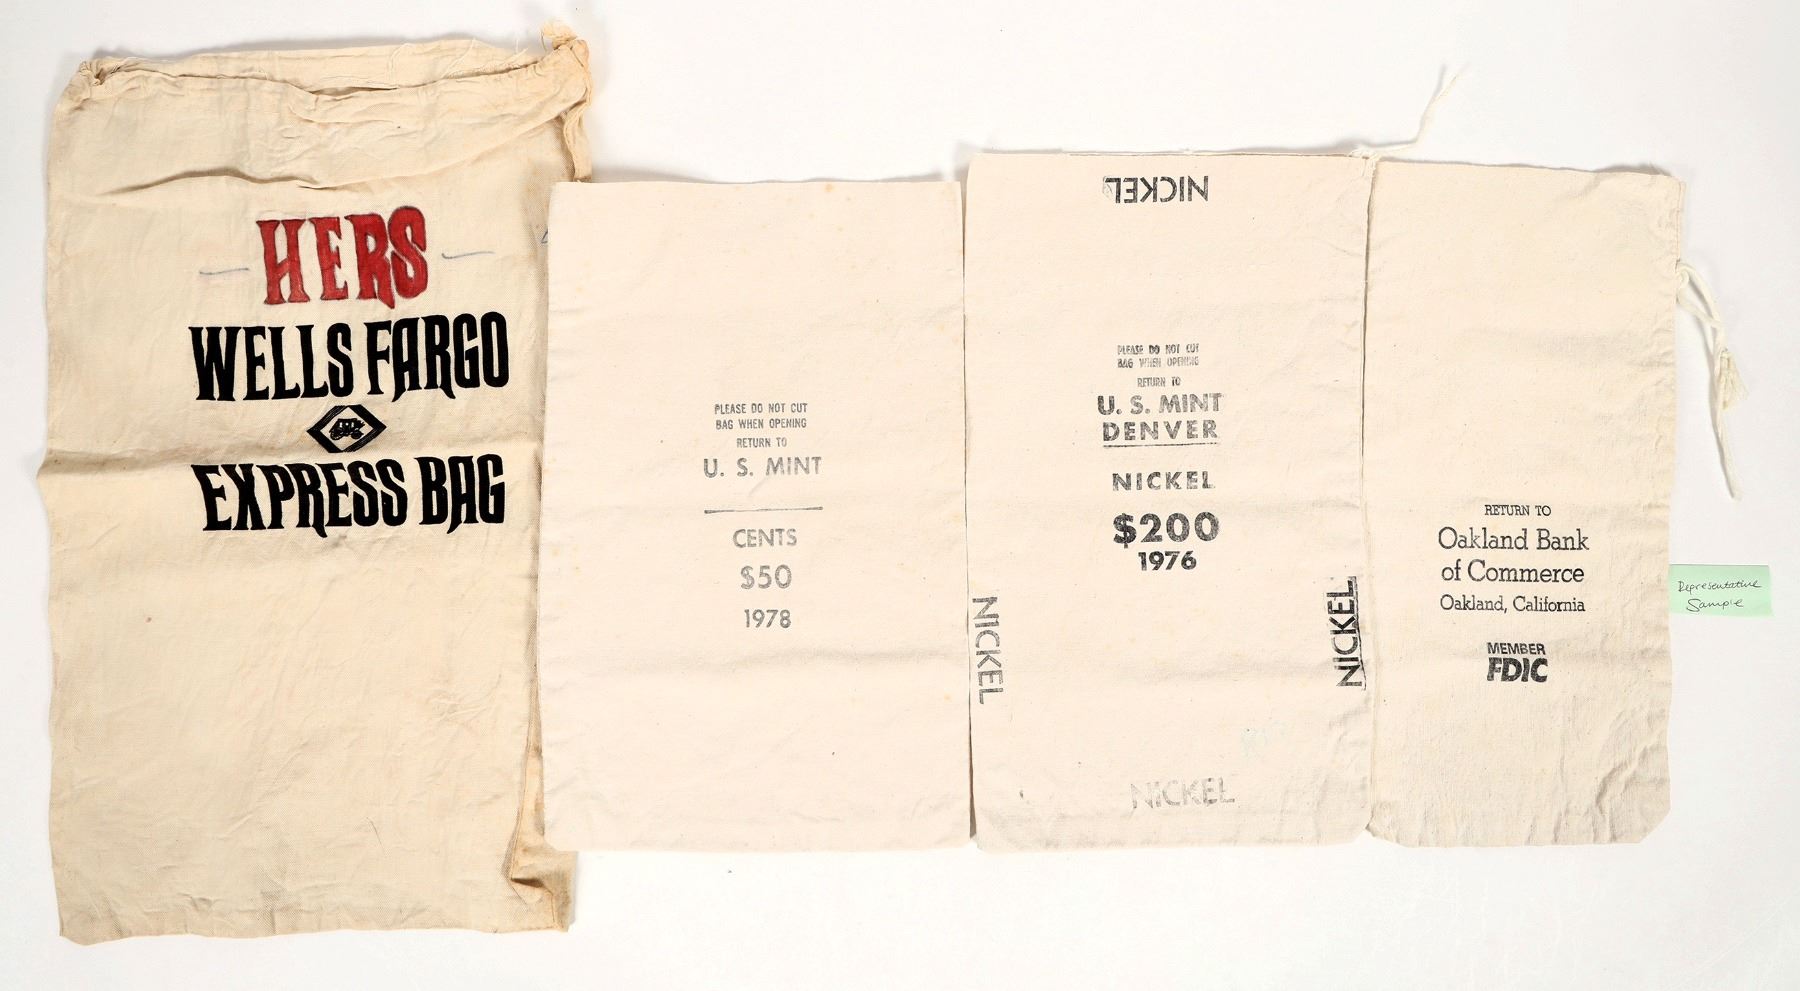 HERS
WELLS FARGO
EXPRESS BAG
PLEASE DO NOT CUT
BAG WHEN OPENING
RETURN TO
U. S. MINT
CENTS
$50
1978
NICKEL
PLEASE DO NOT CUT
BAG WHEN OPENING
RETURN TO
U. S. MINT
DENVER
NICKEL
$200
1976
NICKEL
NICKEL
NICKEL
RETURN TO
Oakland Bank
of Commerce
Oakland, California
MEMBER
FDIC
Representative
Sample